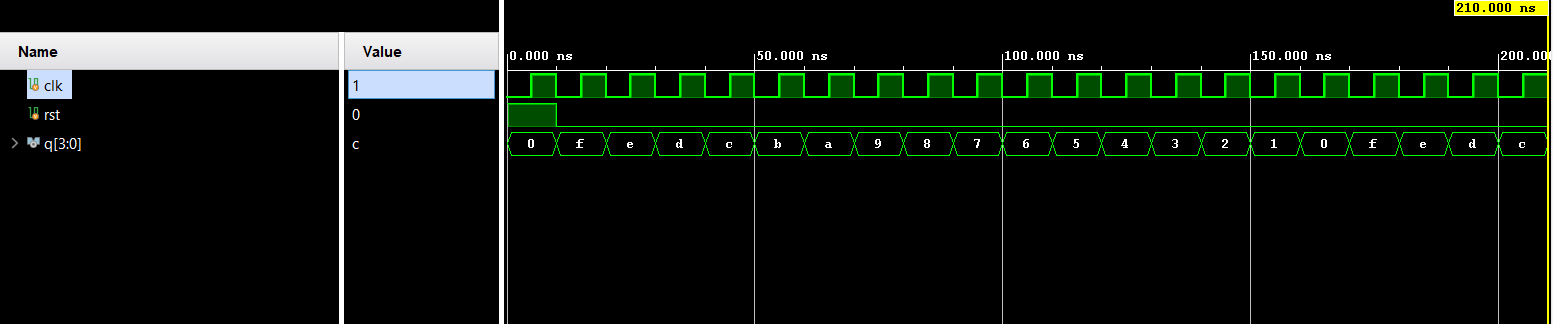 210.000 ns
Name Value
0.000 ns 50.000 ns 100.000 ns 150.000 ns 200.00
clk 1
rst 0
q[3:0] c 0 f e d c b a 9 8 7 6 5 4 3 2 1 0 f e d c